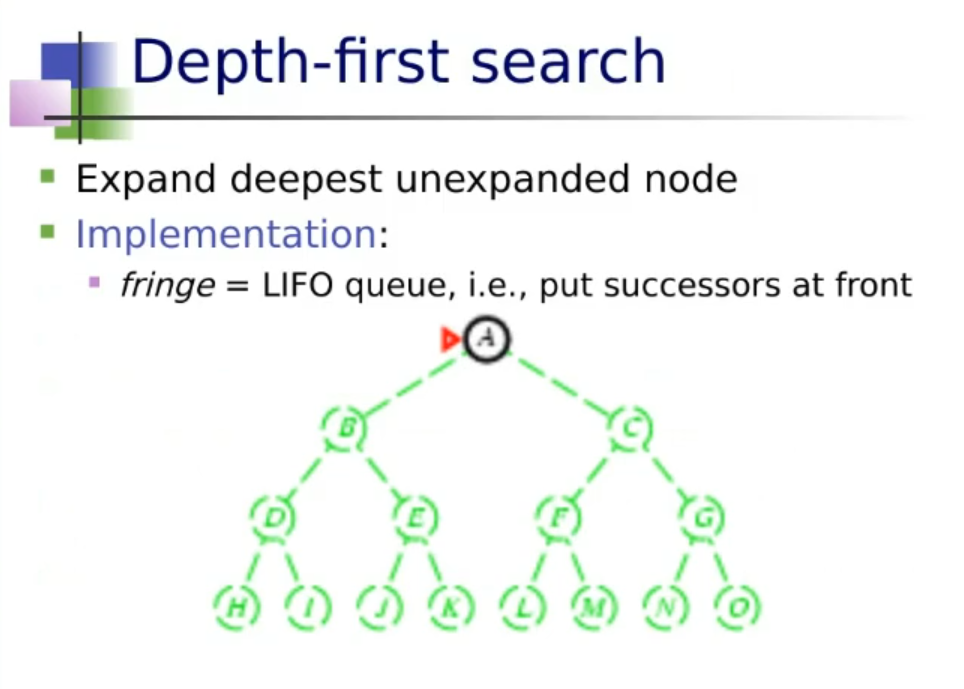 Depth-first search
Expand deepest unexpanded node
Implementation:
fringe = LIFO queue, i.e., put successors at front
A
B C
D E F G
H I J K L M N O